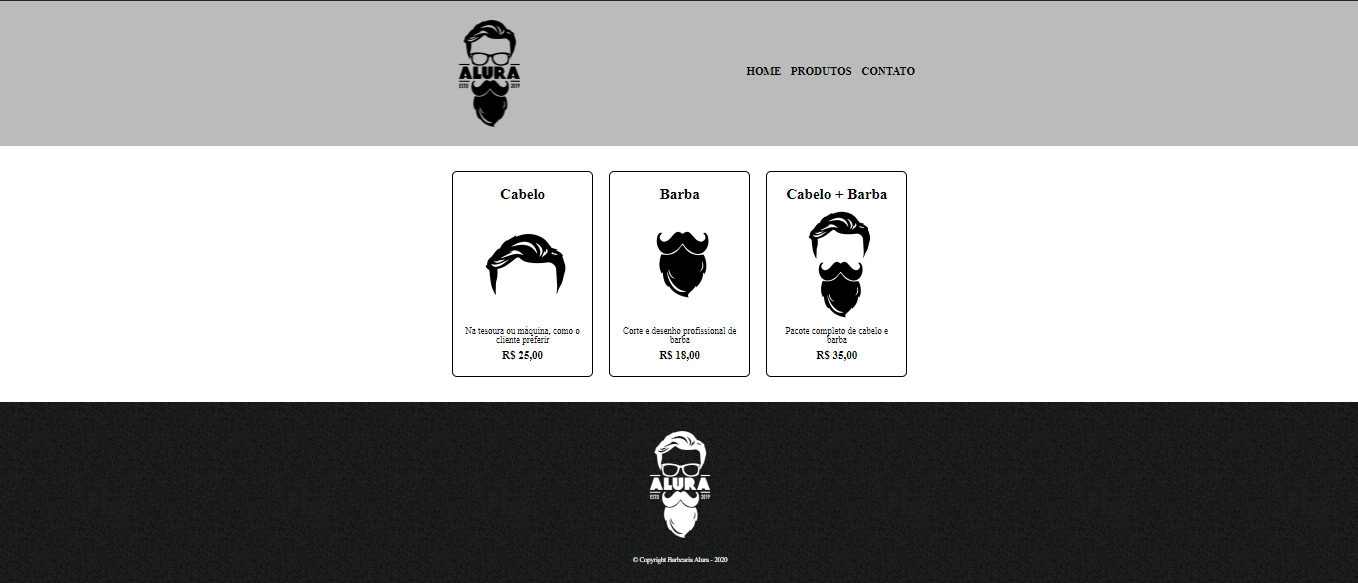 ALURA
ESTD 2019
HOME PRODUTOS CONTATO
Cabelo
Na tesoura ou máquina, como o
cliente preferir
R$ 25,00
Barba
Corte e desenho profissional de
barba
R$ 18,00
Cabelo + Barba
Pacote completo de cabelo e
barba
R$ 35,00
ALURA
ESTD 2019
© Copyright Barbearia Alura - 2020